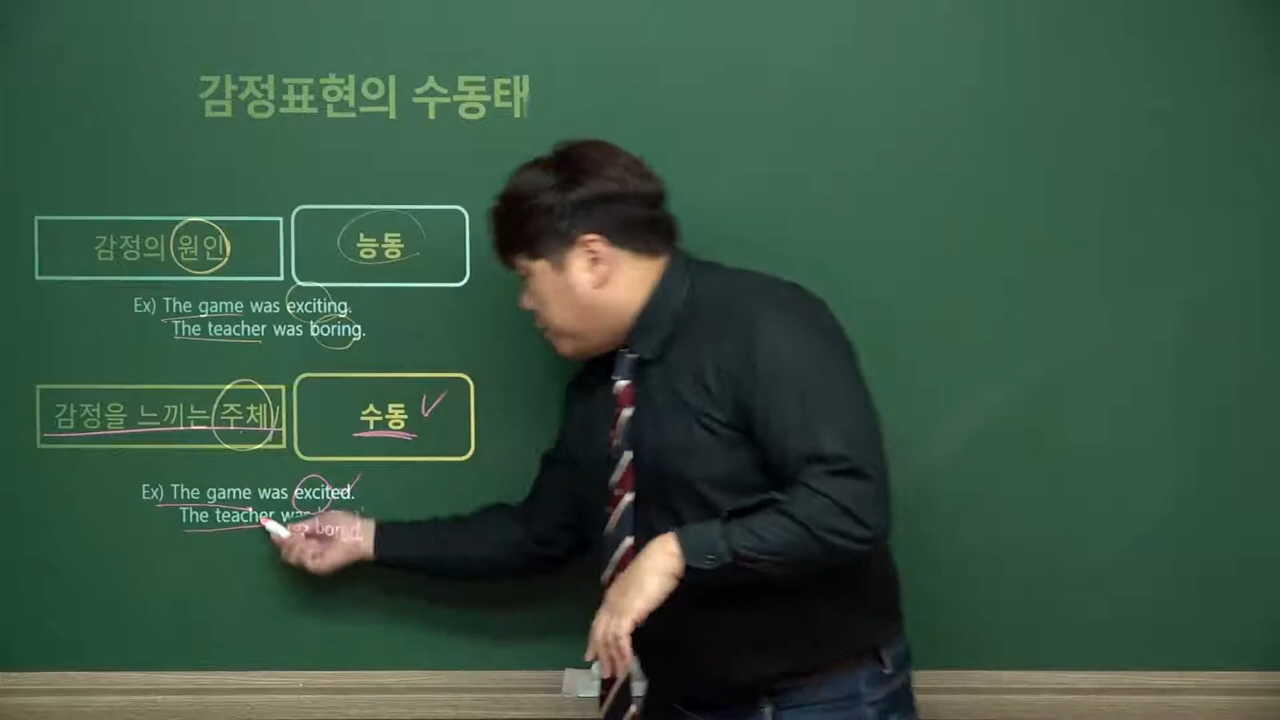 감정표현의 수동태
감정의 원인
능동
Ex) The game was exciting.
The teacher was boring.
감정을 느끼는 주체
수동
Ex) The game was excited.
The teacher was bored.